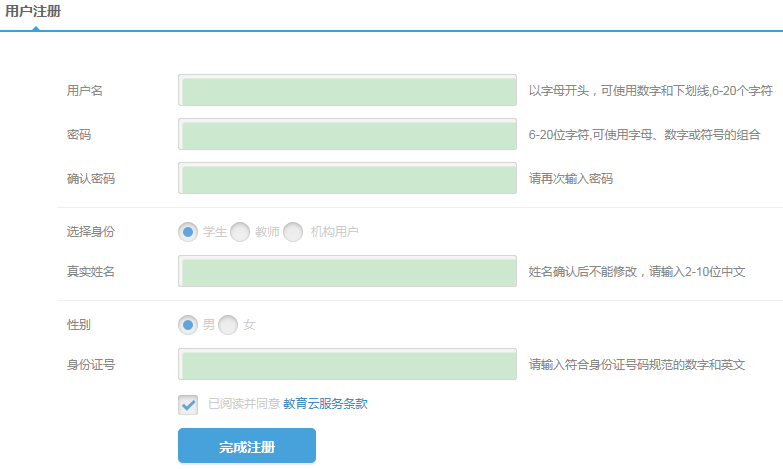 用户注册
用户名 以字母开头，可使用数字和下划线,6-20个字符
密码 6-20位字符,可使用字母、数字或符号的组合
确认密码 请再次输入密码
选择身份 学生 教师 机构用户
真实姓名 姓名确认后不能修改，请输入2-10位中文
性别 男 女
身份证号 请输入符合身份证号码规范的数字和英文
已阅读并同意 教育云服务条款
完成注册